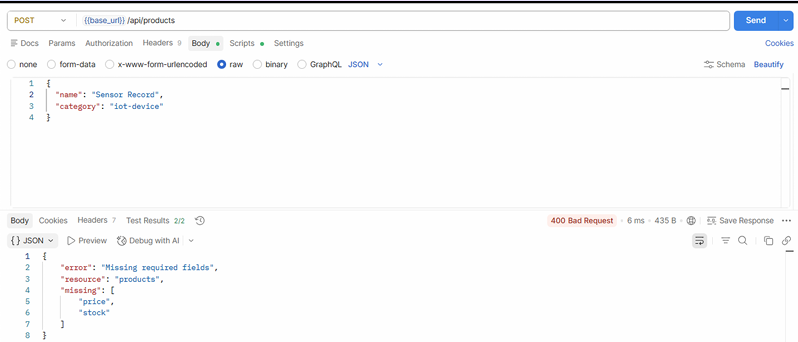 POST {{base_url}} /api/products Send
Docs Params Authorization Headers 9 Body Scripts Settings Cookies
none form-data x-www-form-urlencoded raw binary GraphQL JSON Schema Beautify
1 {
2 "name": "Sensor Record",
3 "category": "iot-device"
4 }
Body Cookies Headers 7 Test Results 2/2 400 Bad Request 6 ms 435 B Save Response
{} JSON Preview Debug with AI
1 {
2 "error": "Missing required fields",
3 "resource": "products",
4 "missing": [
5 "price",
6 "stock"
7 ]
8 }